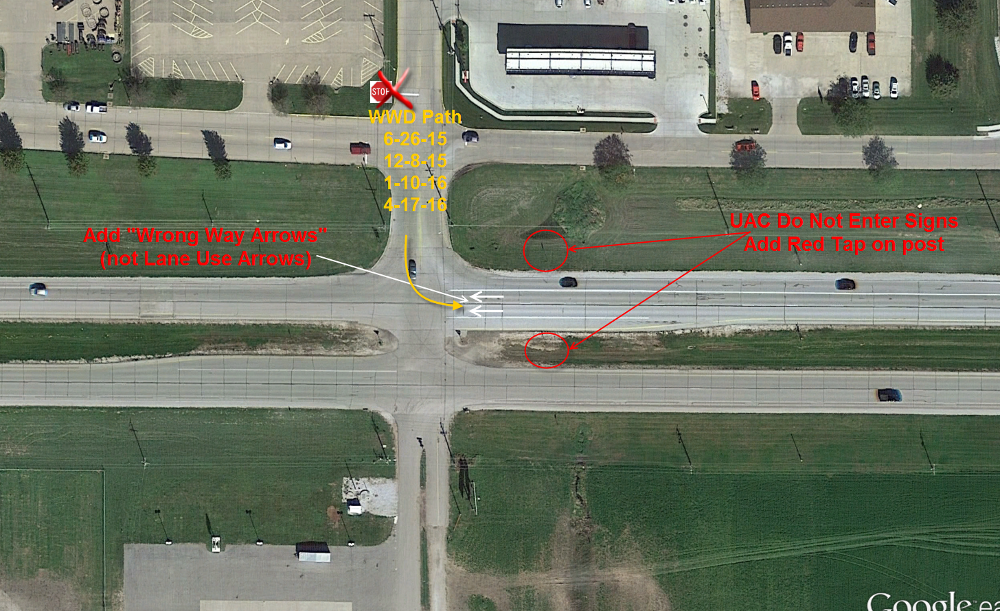 STOP
WWD Path
6-26-15
12-8-15
1-10-16
4-17-16
Add "Wrong Way Arrows"
(not Lane Use Arrows)
UAC Do Not Enter Signs
Add Red Tap on post
Google